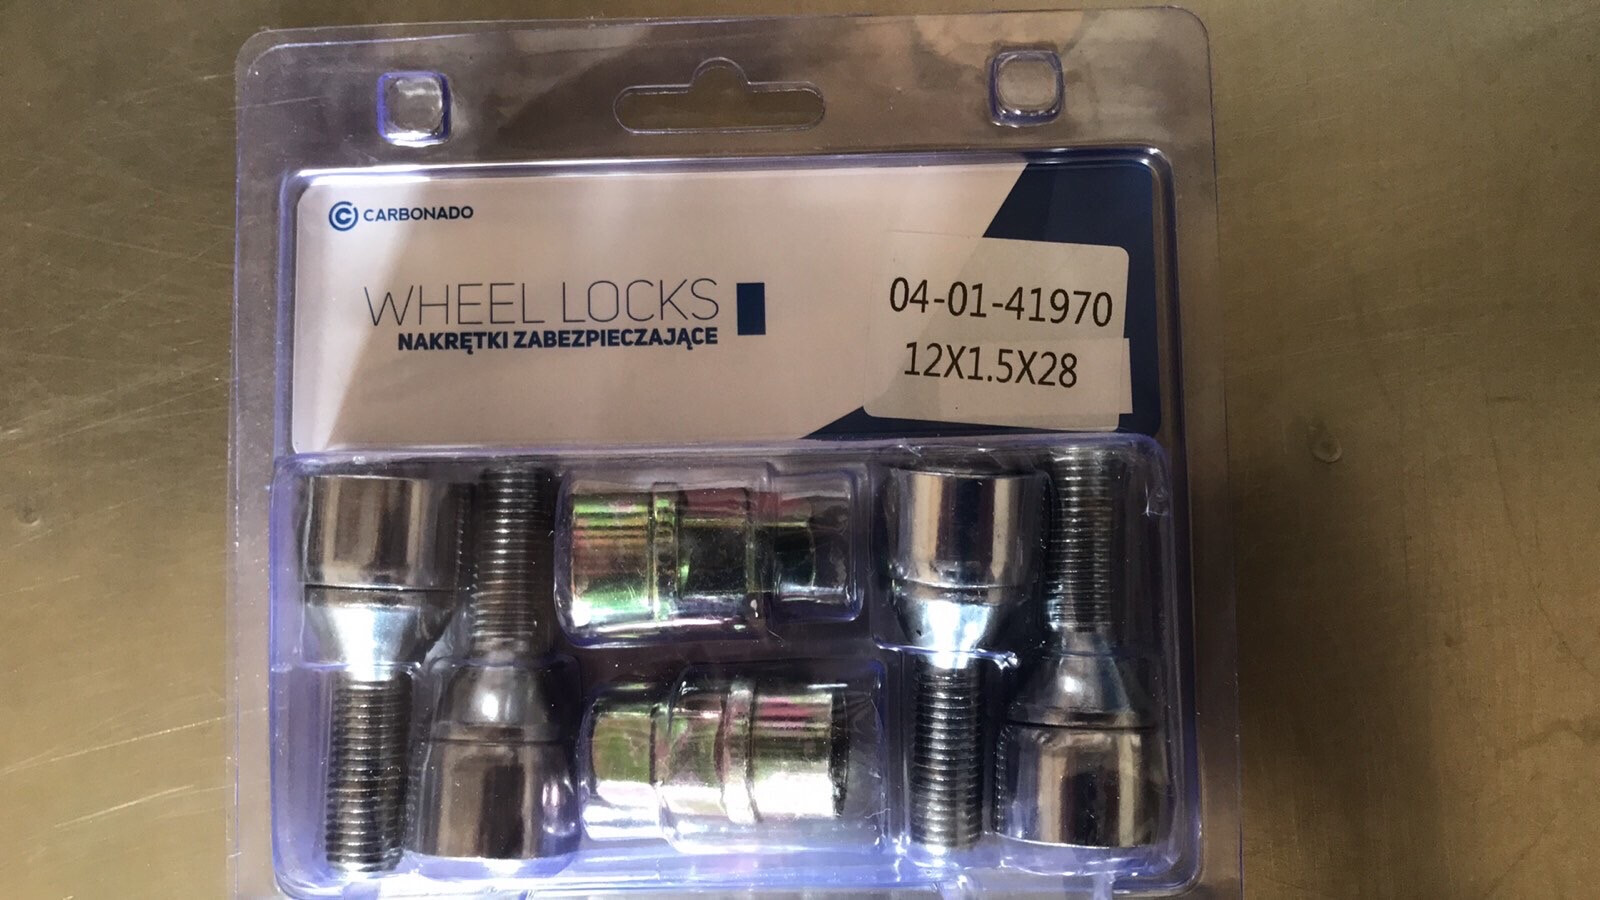 CARBONADO
WHEEL LOCKS
NAKRĘTKI ZABEZPIECZAJĄCE
04-01-41970
12X1.5X28